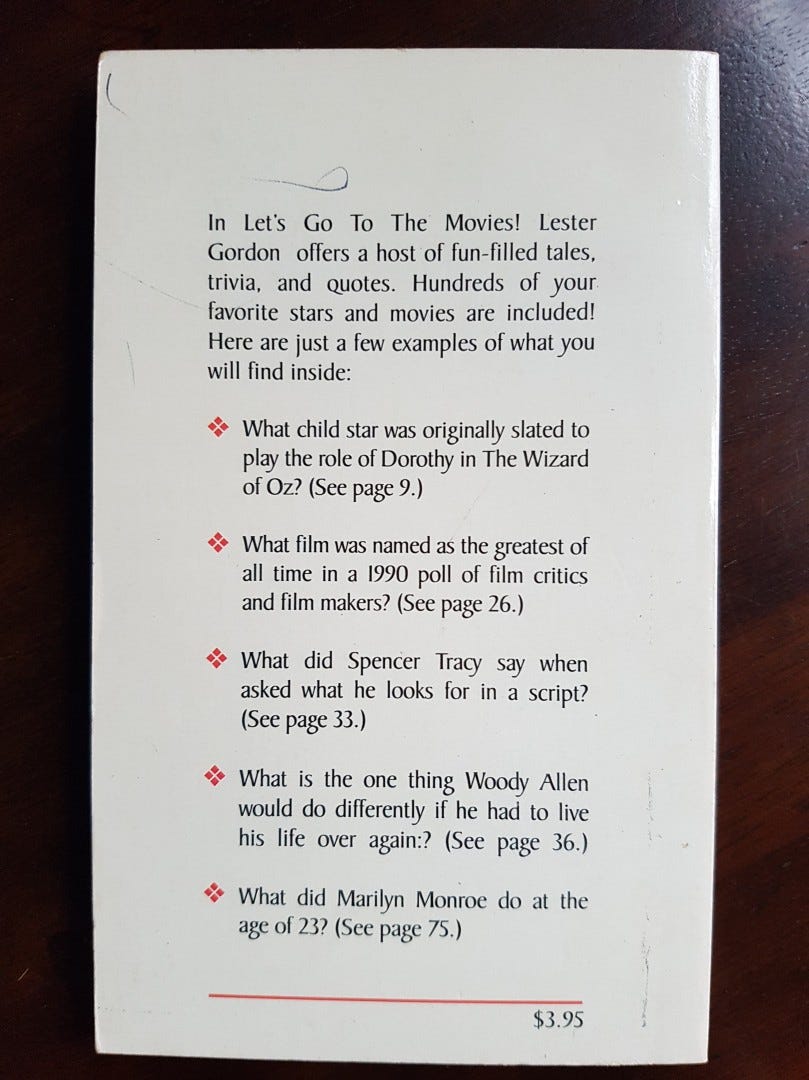 In Let's Go To The Movies! Lester
Gordon offers a host of fun-filled tales,
trivia, and quotes. Hundreds of your
favorite stars and movies are included!
Here are just a few examples of what you
will find inside:
What child star was originally slated to
play the role of Dorothy in The Wizard
of Oz? (See page 9.)
What film was named as the greatest of
all time in a 1990 poll of film critics
and film makers? (See page 26.)
What did Spencer Tracy say when
asked what he looks for in a script?
(See page 33.)
What is the one thing Woody Allen
would do differently if he had to live
his life over again:? (See page 36.)
What did Marilyn Monroe do at the
age of 23? (See page 75.)
$3.95